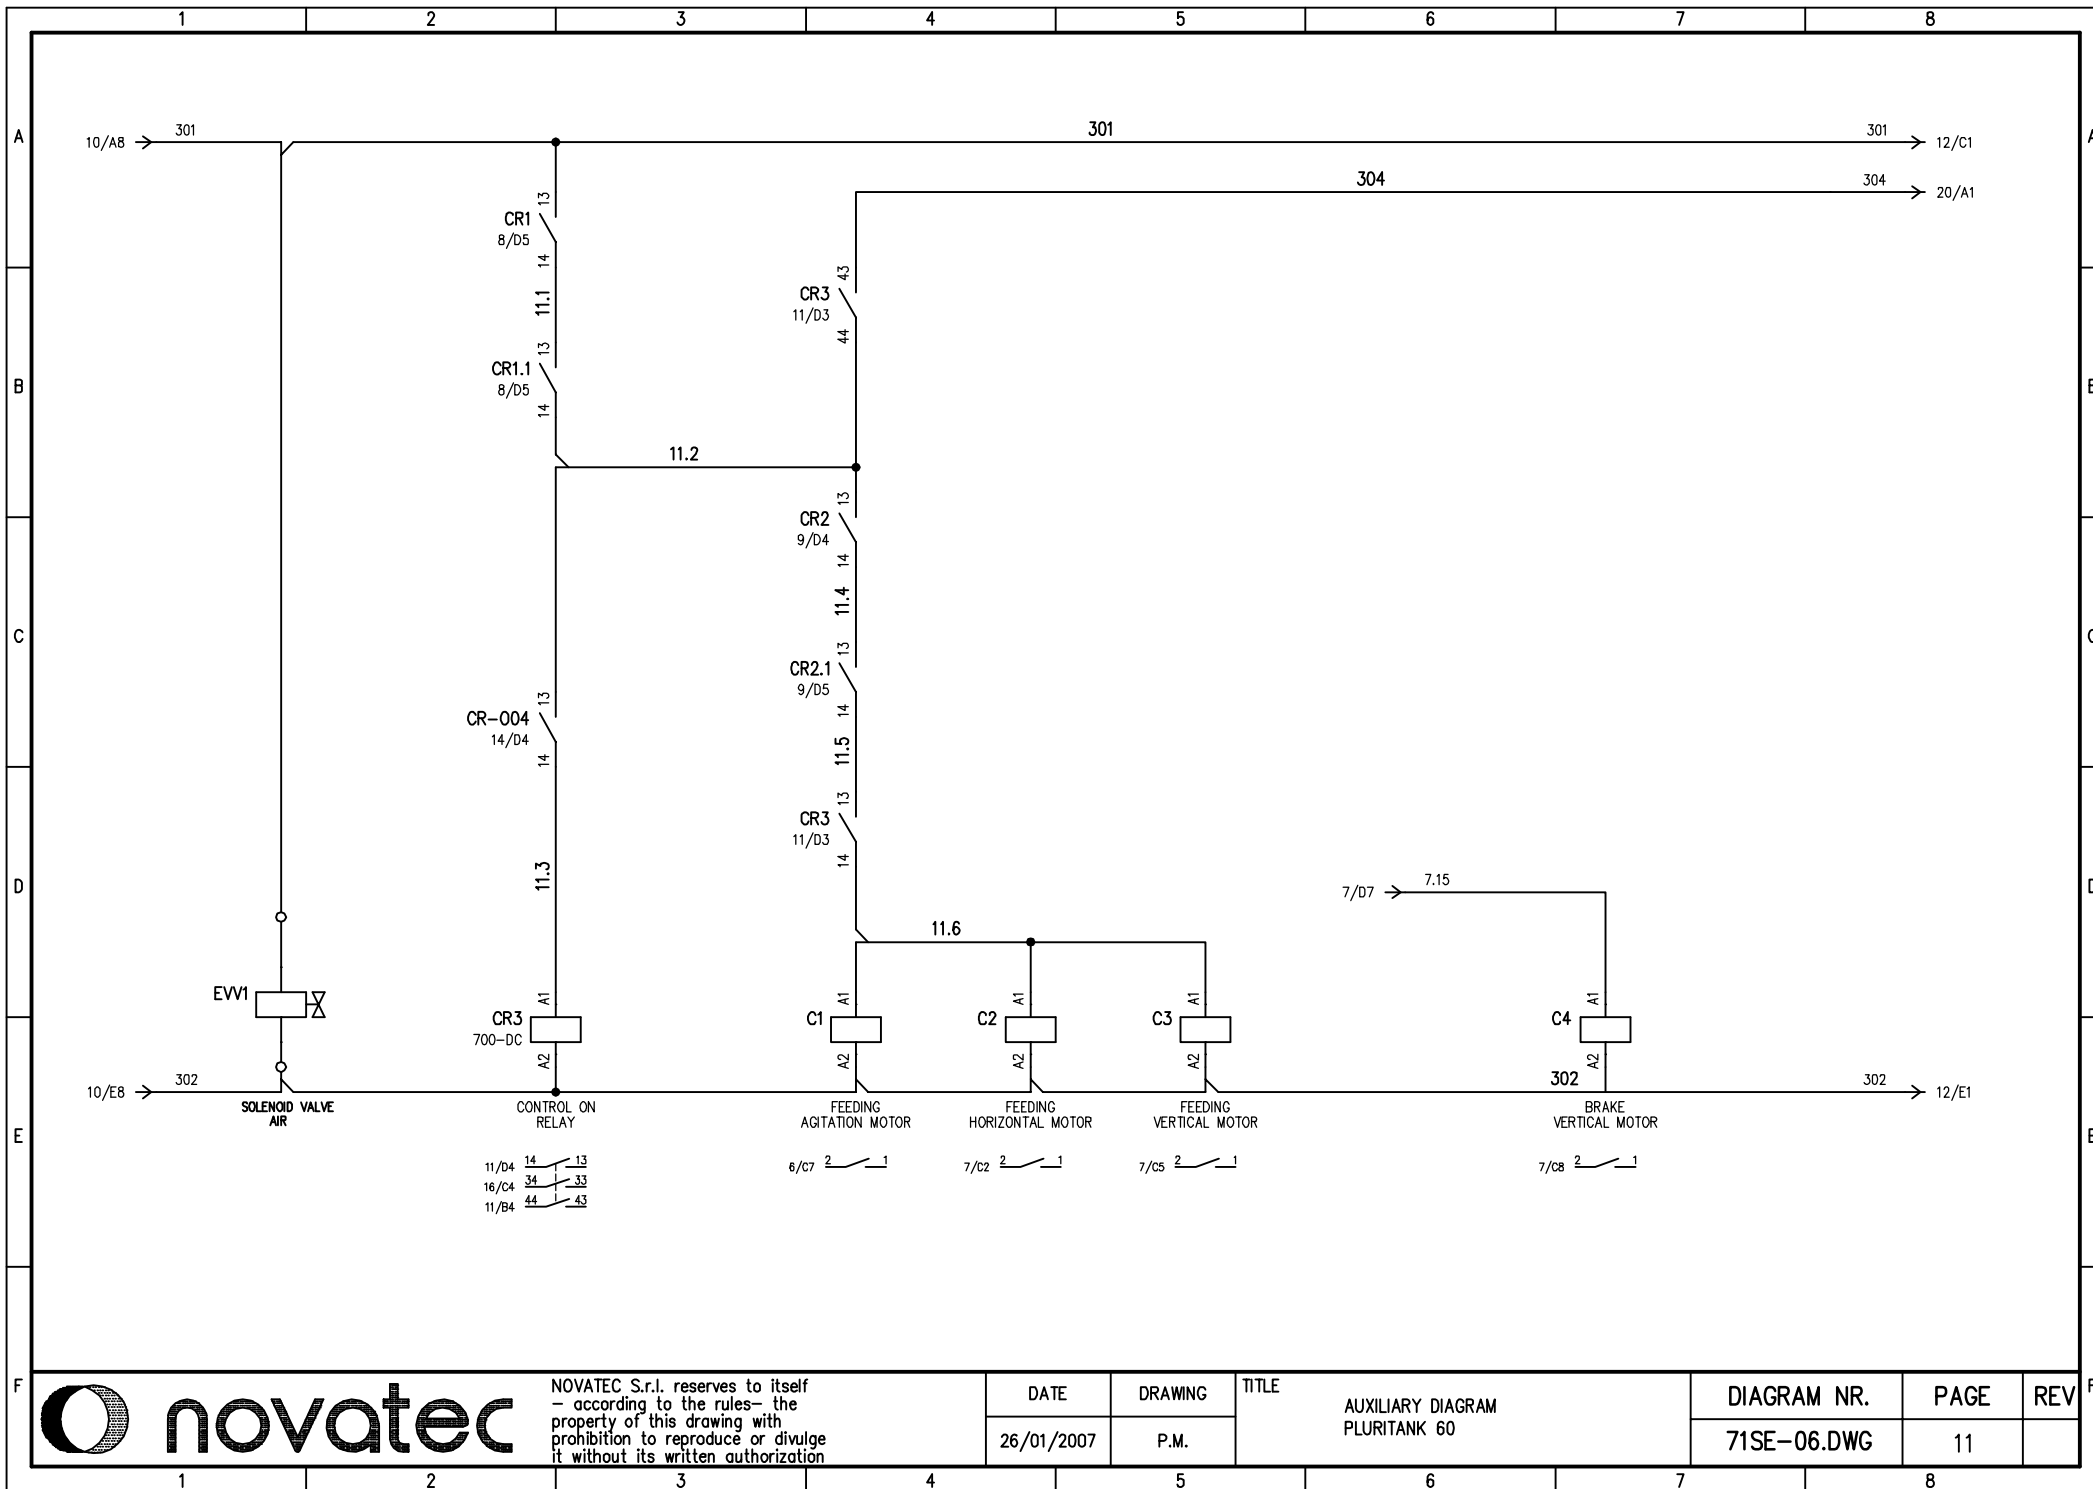 1 2 3 4 5 6 7 8
A
10/A8 301 301 301 12/C1
A
304 304 20/A1
13
CR1
8/D5
14
11.1
43
CR3
11/D3
44
13
CR1.1
8/D5
14
B
11.2
13
CR2
9/D4
14
11.4
C
13
CR2.1
9/D5
14
11.5
13
CR-004
14/D4
14
13
CR3
11/D3
14
11.3
D
7/D7 7.15
11.6
EVV1
A1
CR3
700-DC
A2
A1
C1
A2
A1
C2
A2
A1
C3
A2
A1
C4
A2
10/E8 302 302 302 12/E1
SOLENOID VALVE
AIR
CONTROL ON
RELAY
FEEDING
AGITATION MOTOR
FEEDING
HORIZONTAL MOTOR
FEEDING
VERTICAL MOTOR
BRAKE
VERTICAL MOTOR
E
11/D4 14 13
16/C4 34 33
11/B4 44 43
6/C7 2 1
7/C2 2 1
7/C5 2 1
7/C8 2 1
F
novatec
NOVATEC S.r.l. reserves to itself
– according to the rules– the
property of this drawing with
prohibition to reproduce or divulge
it without its written authorization
DATE
26/01/2007
DRAWING
P.M.
TITLE
AUXILIARY DIAGRAM
PLURITANK 60
DIAGRAM NR.
71SE-06.DWG
PAGE
11
REV
1 2 3 4 5 6 7 8